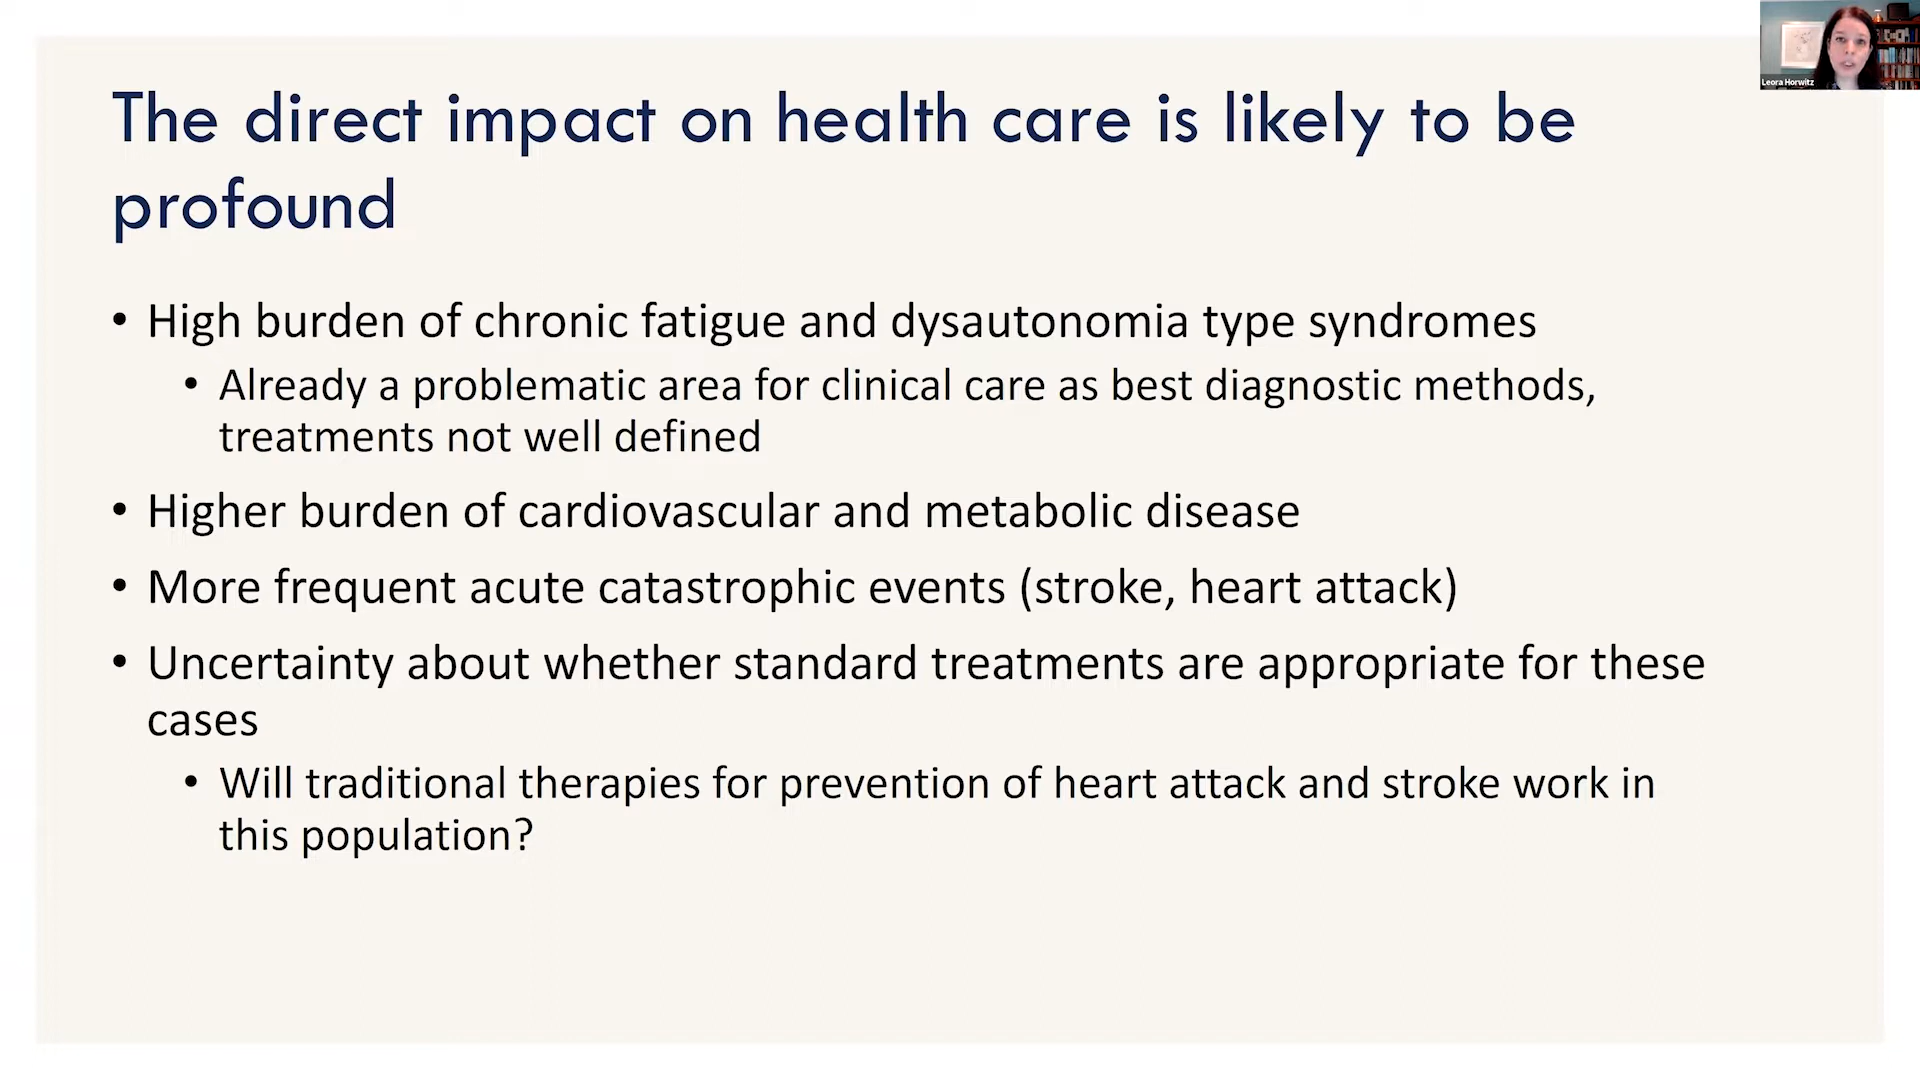 Leora Horwitz
The direct impact on health care is likely to be
profound
• High burden of chronic fatigue and dysautonomia type syndromes
• Already a problematic area for clinical care as best diagnostic methods,
treatments not well defined
• Higher burden of cardiovascular and metabolic disease
• More frequent acute catastrophic events (stroke, heart attack)
• Uncertainty about whether standard treatments are appropriate for these
cases
• Will traditional therapies for prevention of heart attack and stroke work in
this population?